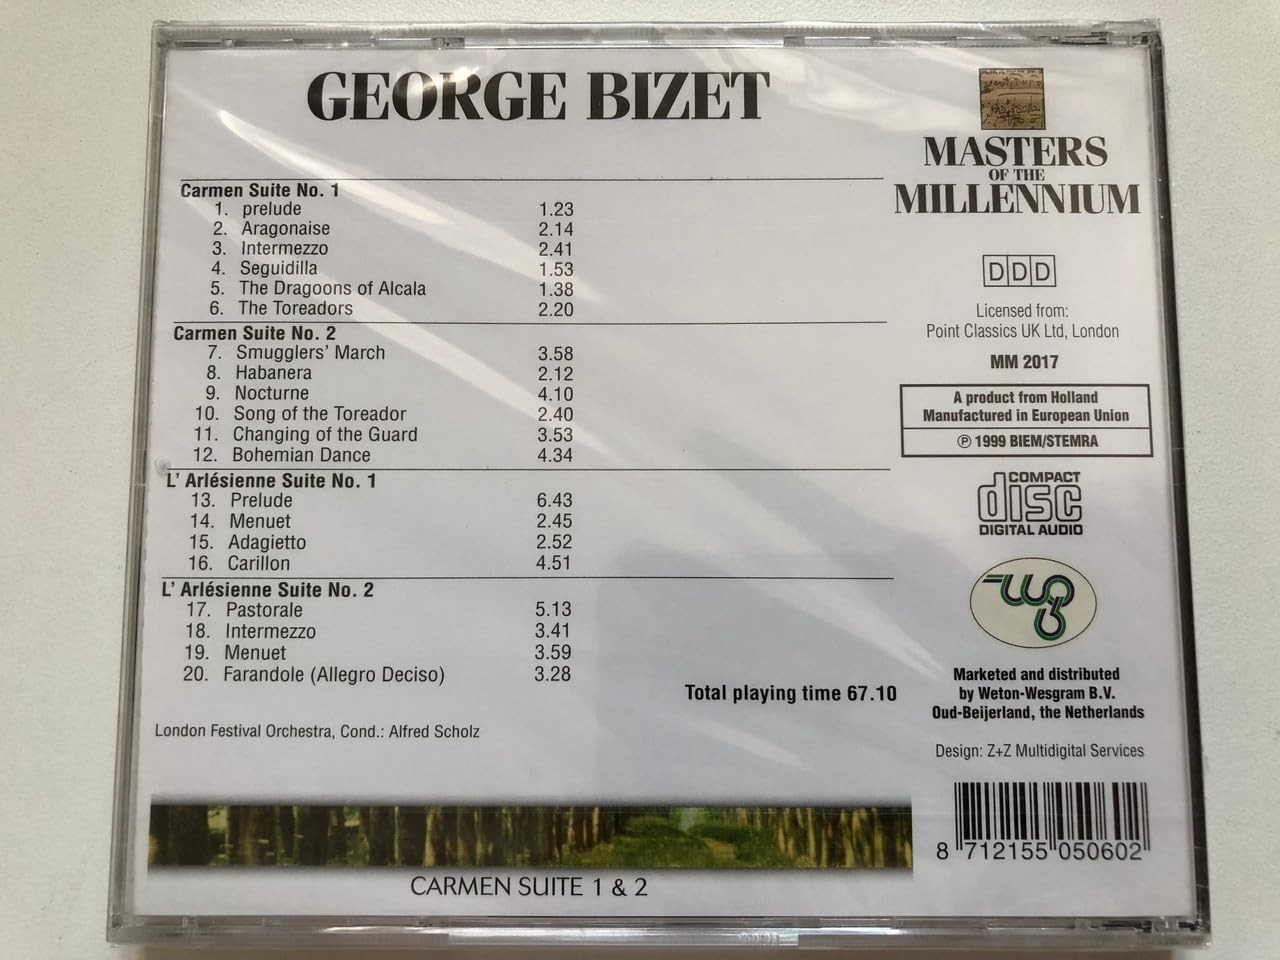 GEORGE BIZET
Carmen Suite No. 1
1. prelude 1.23
2. Aragonaise 2.14
3. Intermezzo 2.41
4. Seguidilla 1.53
5. The Dragoons of Alcala 1.38
6. The Toreadors 2.20
Carmen Suite No. 2
7. Smugglers' March 3.58
8. Habanera 2.12
9. Nocturne 4.10
10. Song of the Toreador 2.40
11. Changing of the Guard 3.53
12. Bohemian Dance 4.34
L' Arlésienne Suite No. 1
13. Prelude 6.43
14. Menuet 2.45
15. Adagietto 2.52
16. Carillon 4.51
L' Arlésienne Suite No. 2
17. Pastorale 5.13
18. Intermezzo 3.41
19. Menuet 3.59
20. Farandole (Allegro Deciso) 3.28
Total playing time 67.10
London Festival Orchestra, Cond.: Alfred Scholz
CARMEN SUITE 1 & 2
MASTERS
OF THE
MILLENNIUM
DDD
Licensed from:
Point Classics UK Ltd, London
MM 2017
A product from Holland
Manufactured in European Union
℗ 1999 BIEM/STEMRA
COMPACT
disc
DIGITAL AUDIO
Marketed and distributed
by Weton-Wesgram B.V.
Oud-Beijerland, the Netherlands
Design: Z+Z Multidigital Services
8 712155 050602